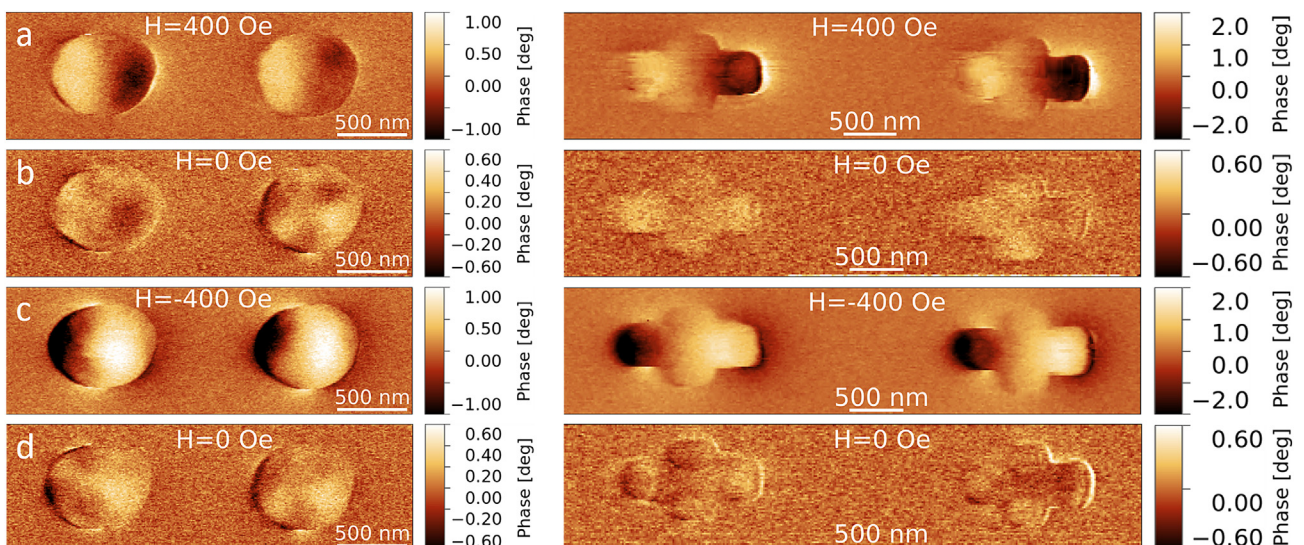 a
H=400 Oe
500 nm
1.00
0.50
0.00
−1.00
Phase [deg]
H=400 Oe
500 nm
2.0
1.0
0.0
−2.0
Phase [deg]
b
H=0 Oe
500 nm
0.60
0.40
0.20
0.00
−0.20
−0.60
Phase [deg]
H=0 Oe
500 nm
0.60
0.00
−0.60
Phase [deg]
c
H=-400 Oe
500 nm
1.00
0.50
0.00
−1.00
Phase [deg]
H=-400 Oe
500 nm
2.0
1.0
0.0
−2.0
Phase [deg]
d
H=0 Oe
500 nm
0.60
0.40
0.20
0.00
−0.20
−0.60
Phase [deg]
H=0 Oe
500 nm
0.60
0.00
−0.60
Phase [deg]